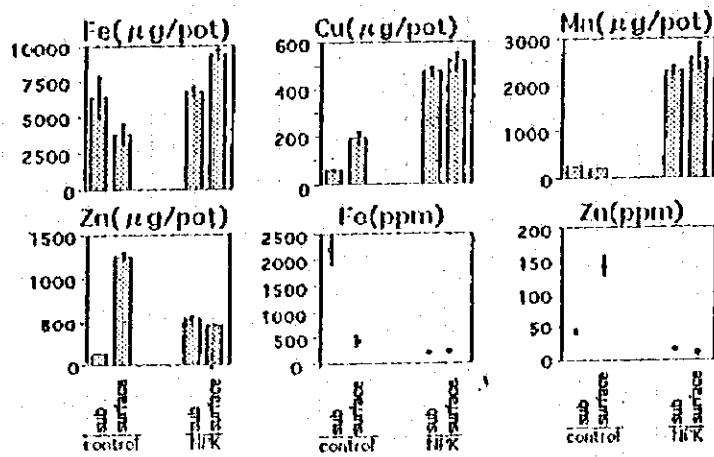 Fe(μg/pot) Cu(μg/pot) Mn(μg/pot)
10000 600 3000
7500
400 2000
5000
200 1000
2500
0 0 0
Zn(μg/pot) Fe(ppm) Zn(ppm)
1500 2500 200
2000 150
1000
1500
100
1000
500
500 50
0 0 0
sub surface sub surface sub surface sub surface sub surface sub surface
control NPK control NPK control NPK